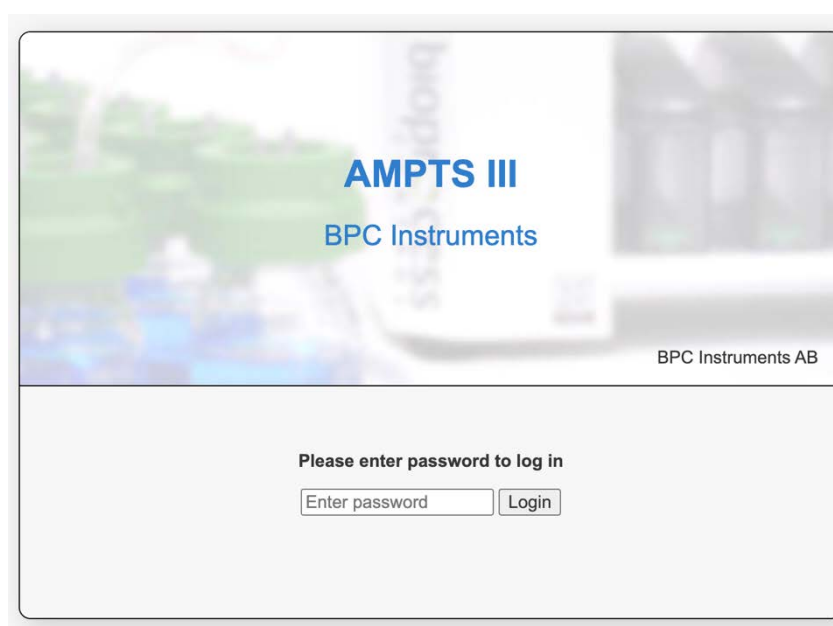 AMPTS III
BPC Instruments
BPC Instruments AB
Please enter password to log in
Enter password Login